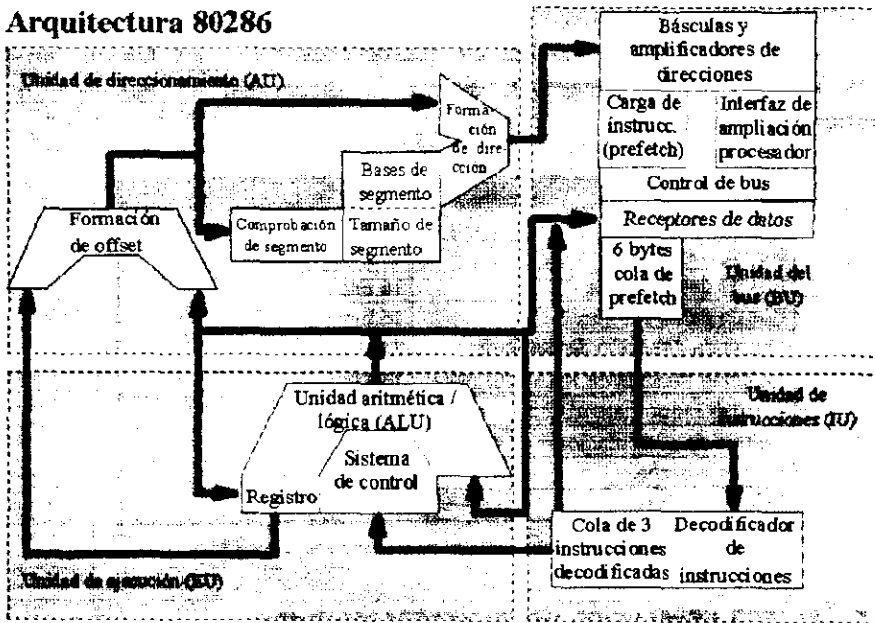 Arquitectura 80286
Unidad de direccionamiento (AU)
Forma-
ción
de dire
cción
Bases de
segmento
Formación
de offset
Comprobación
de segmento
Tamaño de
segmento
Básculas y
amplificadores de
direcciones
Carga de
instrucc.
(prefetch)
Interfaz de
ampliación
procesador
Control de bus
Receptores de datos
6 bytes
cola de
prefetch
Unidad del
bus (BU)
Unidad aritmética /
lógica (ALU)
Sistema
de control
Registro
Unidad de ejecución (EU)
Unidad de
instrucciones (IU)
Cola de 3
instrucciones
decodificadas
Decodificador
de
instrucciones